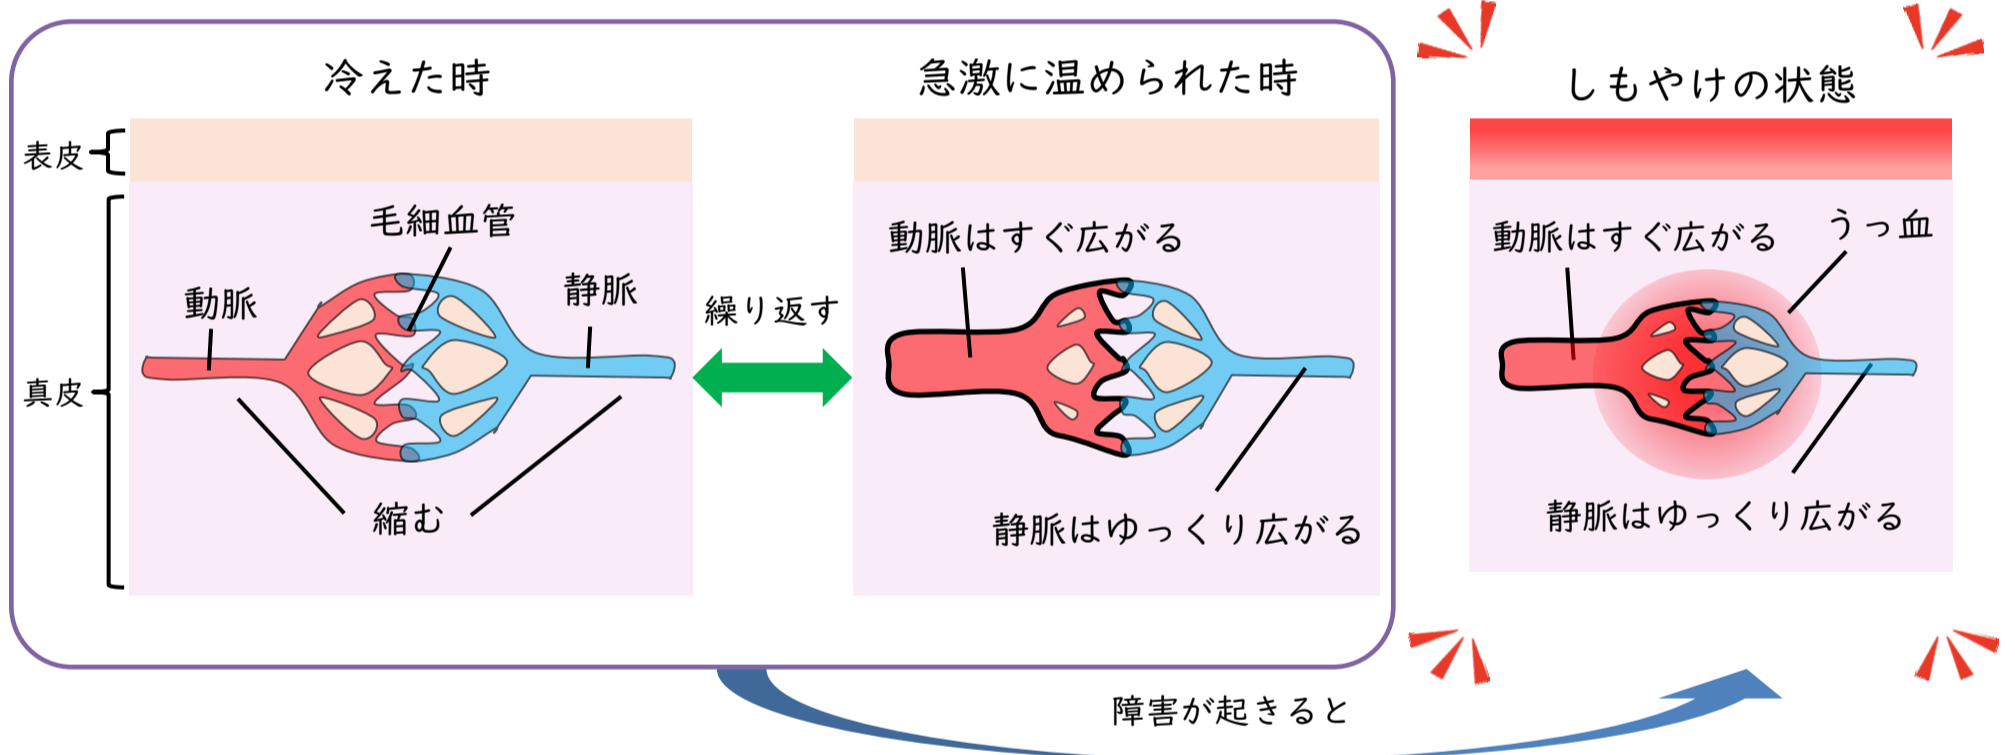 冷えた時
急激に温められた時
しもやけの状態
表皮
真皮
毛細血管
動脈
静脈
縮む
繰り返す
動脈はすぐ広がる
静脈はゆっくり広がる
動脈はすぐ広がる
うっ血
静脈はゆっくり広がる
障害が起きると